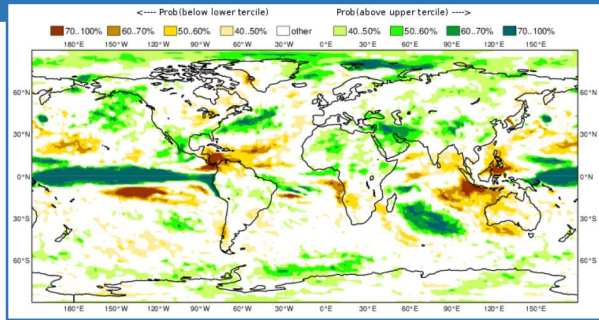 <---- Prob(below lower tercile) Prob(above upper tercile) ---->
70..100% 60..70% 50..60% 40..50% other 40..50% 50..60% 60..70% 70..100%
180°E 150°W 120°W 90°W 60°W 30°W 0°E 30°E 60°E 90°E 120°E 150°E
60°N 60°N
30°N 30°N
0°N 0°N
30°S 30°S
60°S 60°S
180°E 150°W 120°W 90°W 60°W 30°W 0°E 30°E 60°E 90°E 120°E 150°E